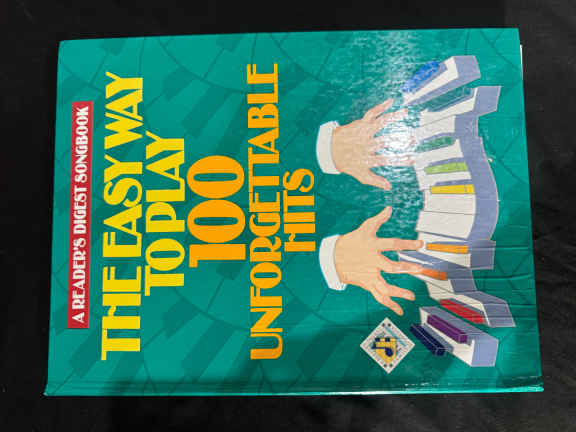 A READER'S DIGEST SONGBOOK
THE EASY WAY
TO PLAY
100
UNFORGETTABLE
HITS